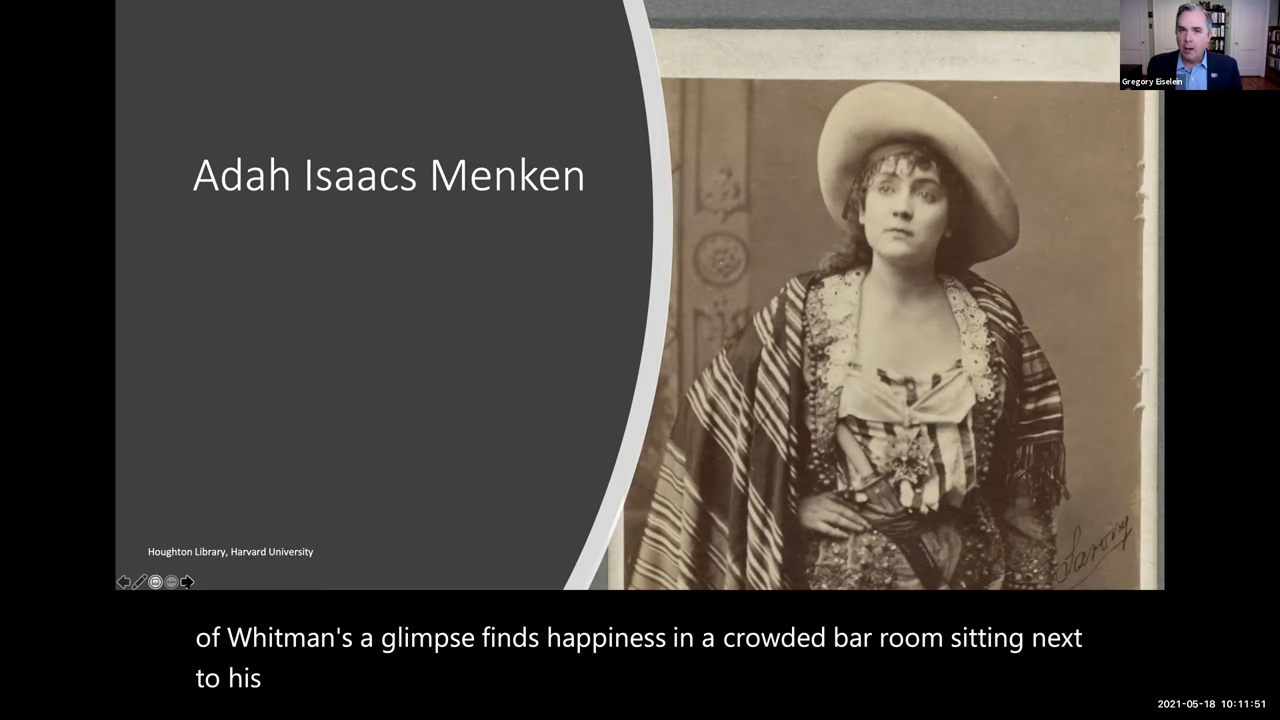 Gregory Eiselein
Adah Isaacs Menken
Sarony
Houghton Library, Harvard University
of Whitman's a glimpse finds happiness in a crowded bar room sitting next
to his
2021-05-18 10:11:51